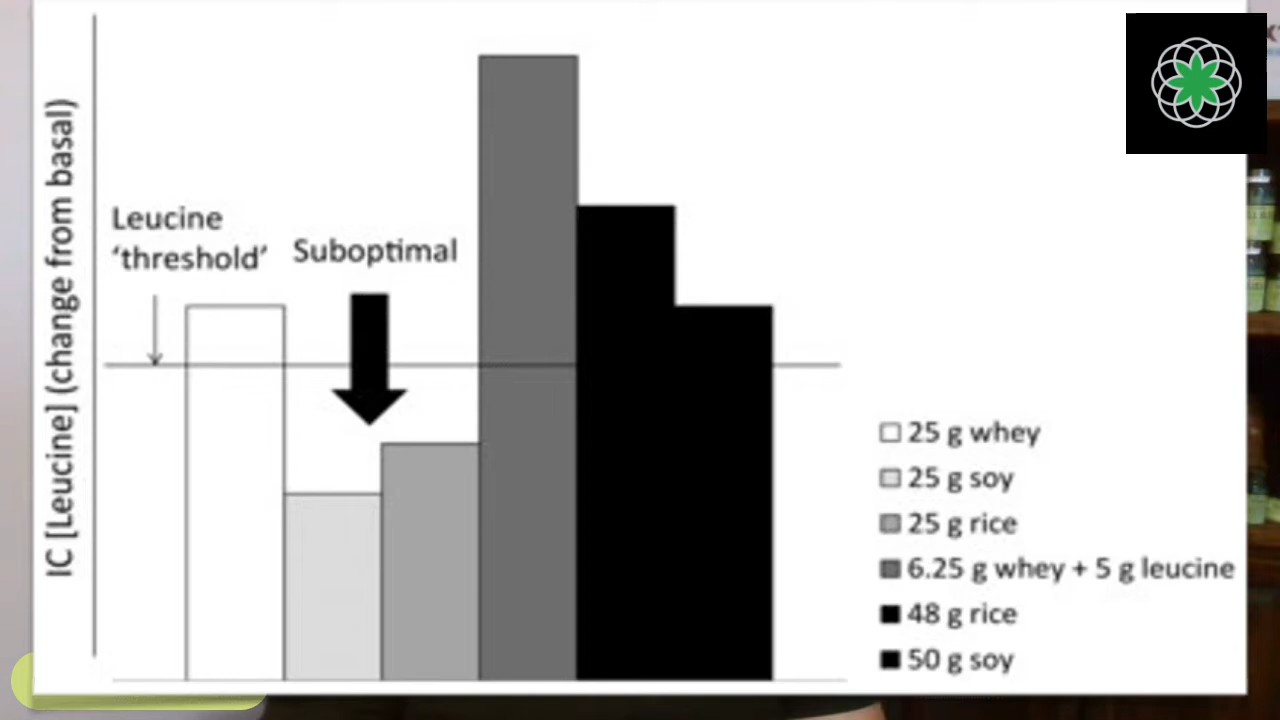 IC [Leucine] (change from basal)
Leucine
‘threshold’
Suboptimal
25 g whey
25 g soy
25 g rice
6.25 g whey + 5 g leucine
48 g rice
50 g soy